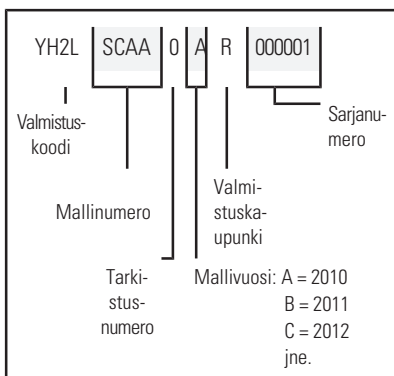 YH2L SCAA 0 A R 000001
Valmistus-
koodi
Sarjanu-
mero
Mallinumero
Valmi-
stuska-
upunki
Tarki-
stus-
numero
Mallivuosi: A = 2010
B = 2011
C = 2012
jne.